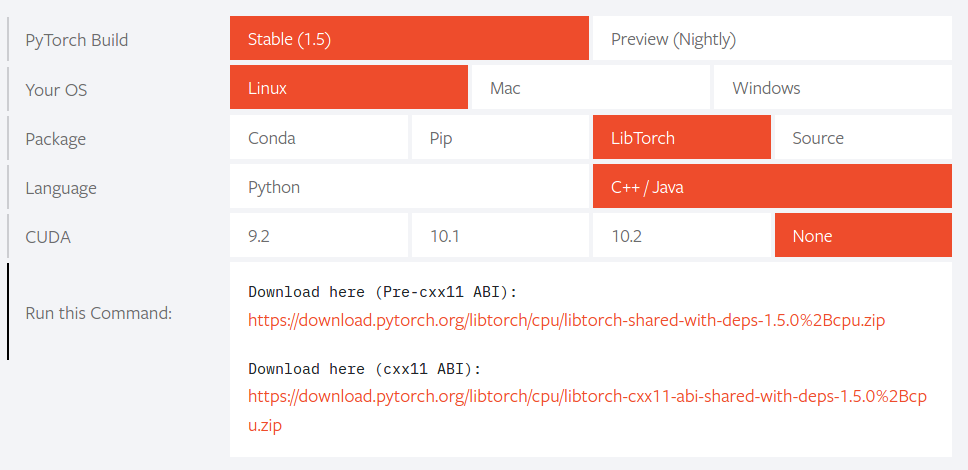 PyTorch Build Stable (1.5) Preview (Nightly)
Your OS Linux Mac Windows
Package Conda Pip LibTorch Source
Language Python C++ / Java
CUDA 9.2 10.1 10.2 None
Run this Command:
Download here (Pre-cxx11 ABI):
https://download.pytorch.org/libtorch/cpu/libtorch-shared-with-deps-1.5.0%2Bcpu.zip
Download here (cxx11 ABI):
https://download.pytorch.org/libtorch/cpu/libtorch-cxx11-abi-shared-with-deps-1.5.0%2Bcp
u.zip